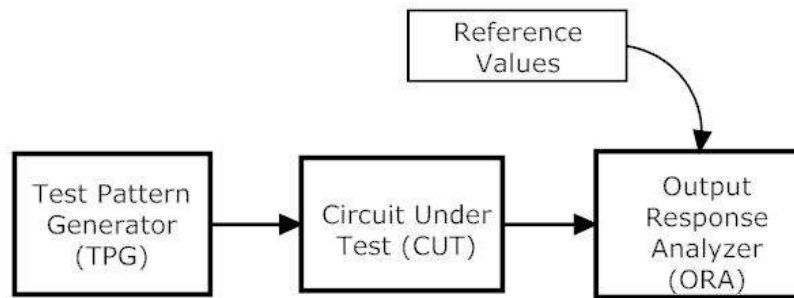 Reference
Values
Test Pattern
Generator
(TPG)
Circuit Under
Test (CUT)
Output
Response
Analyzer
(ORA)